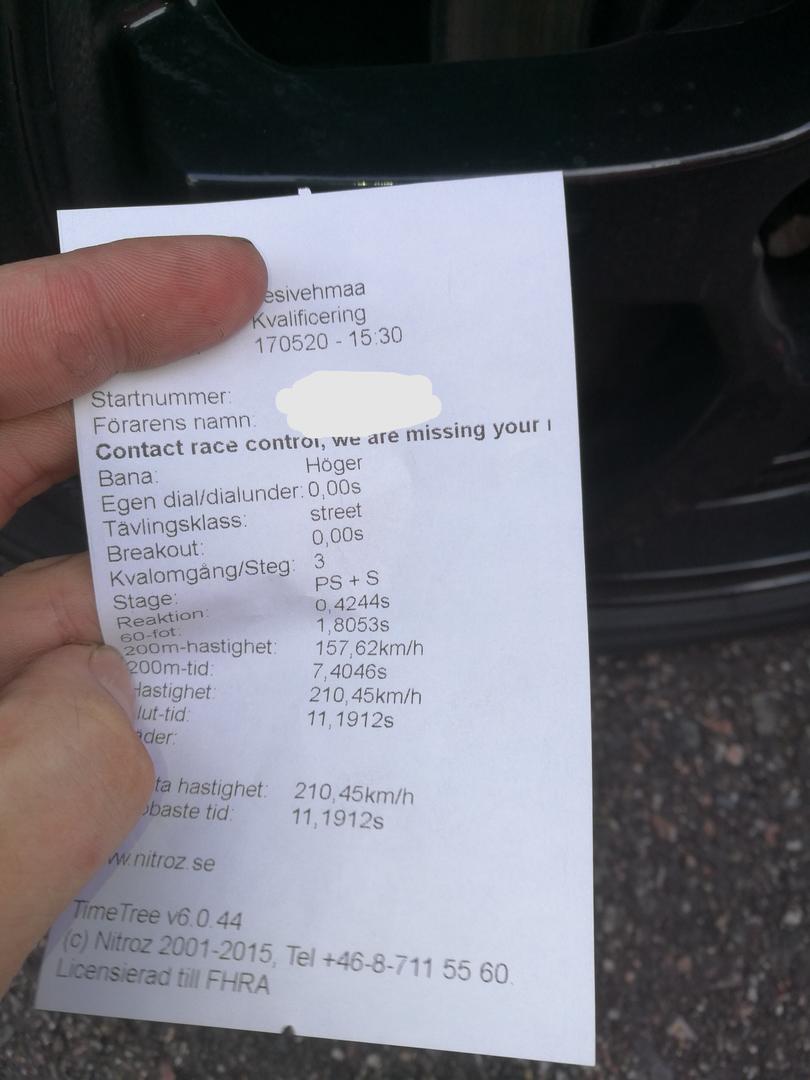 esivehmaa
Kvalificering
170520 - 15:30
Startnummer:
Förarens namn:
Contact race control, we are missing your
Bana: Höger
Egen dial/dialunder: 0,00s
Tävlingsklass: street
Breakout: 0,00s
Kvalomgång/Steg: 3
Stage: PS + S
Reaktion: 0,4244s
60-fot: 1,8053s
200m-hastighet: 157,62km/h
200m-tid: 7,4046s
Hastighet: 210,45km/h
lut-tid: 11,1912s
äder:
ta hastighet: 210,45km/h
bbaste tid: 11,1912s
ww.nitroz.se
TimeTree v6.0.44
(c) Nitroz 2001-2015, Tel +46-8-711 55 60.
Licensierad till FHRA